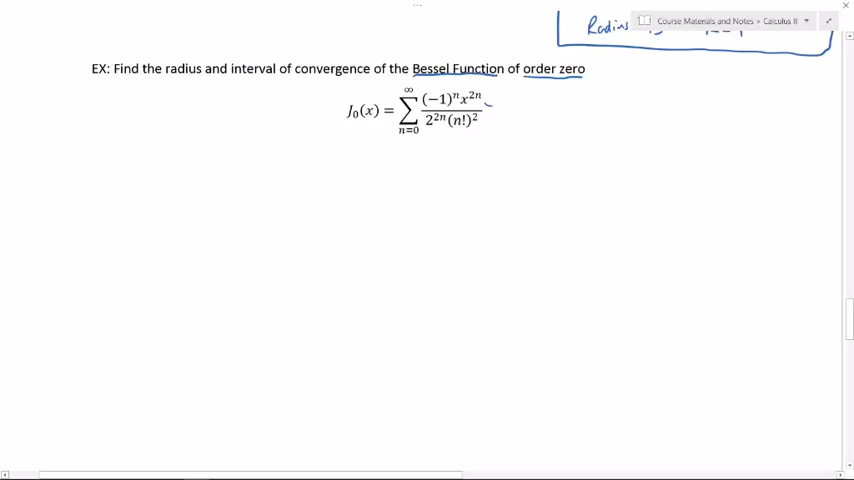 Course Materials and Notes > Calculus II
Radius
EX: Find the radius and interval of convergence of the Bessel Function of order zero
J₀(x) = ∑_{n=0}^{∞} (−1)ⁿx²ⁿ / 2²ⁿ(n!)²